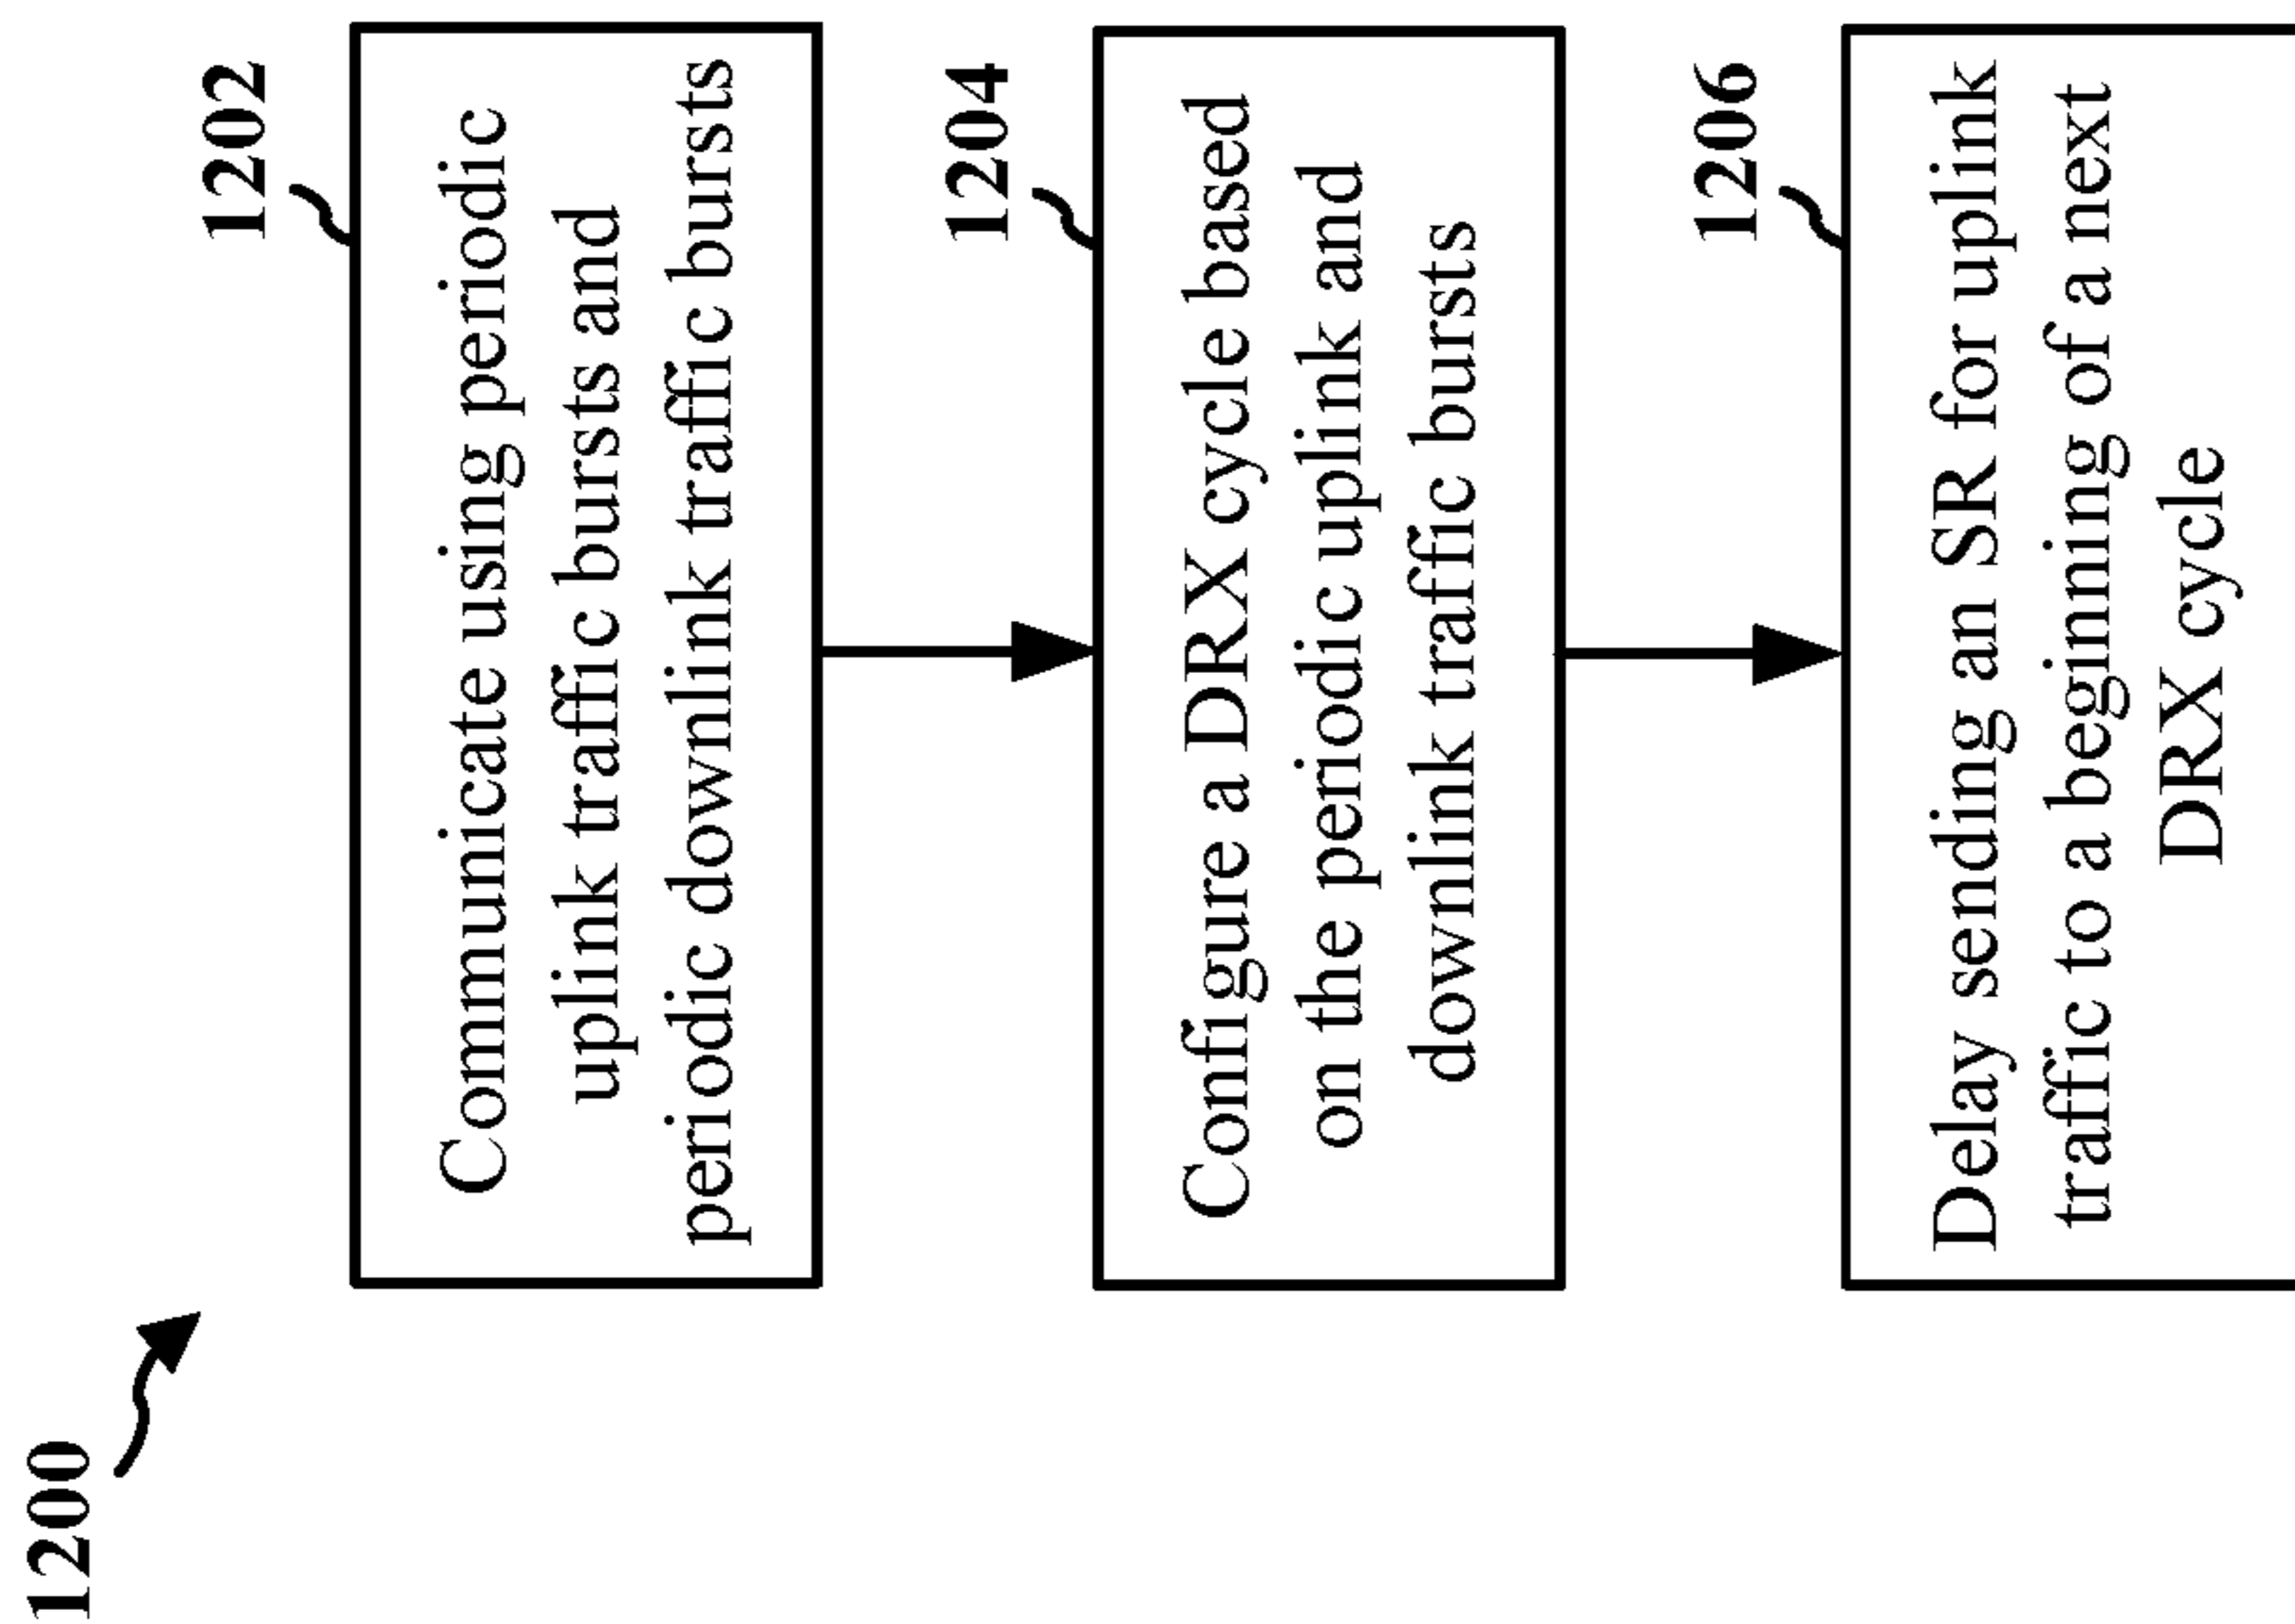 1200
1202
Communicate using periodic
uplink traffic bursts and
periodic downlink traffic bursts
1204
Configure a DRX cycle based
on the periodic uplink and
downlink traffic bursts
1206
Delay sending an SR for uplink
traffic to a beginning of a next
DRX cycle